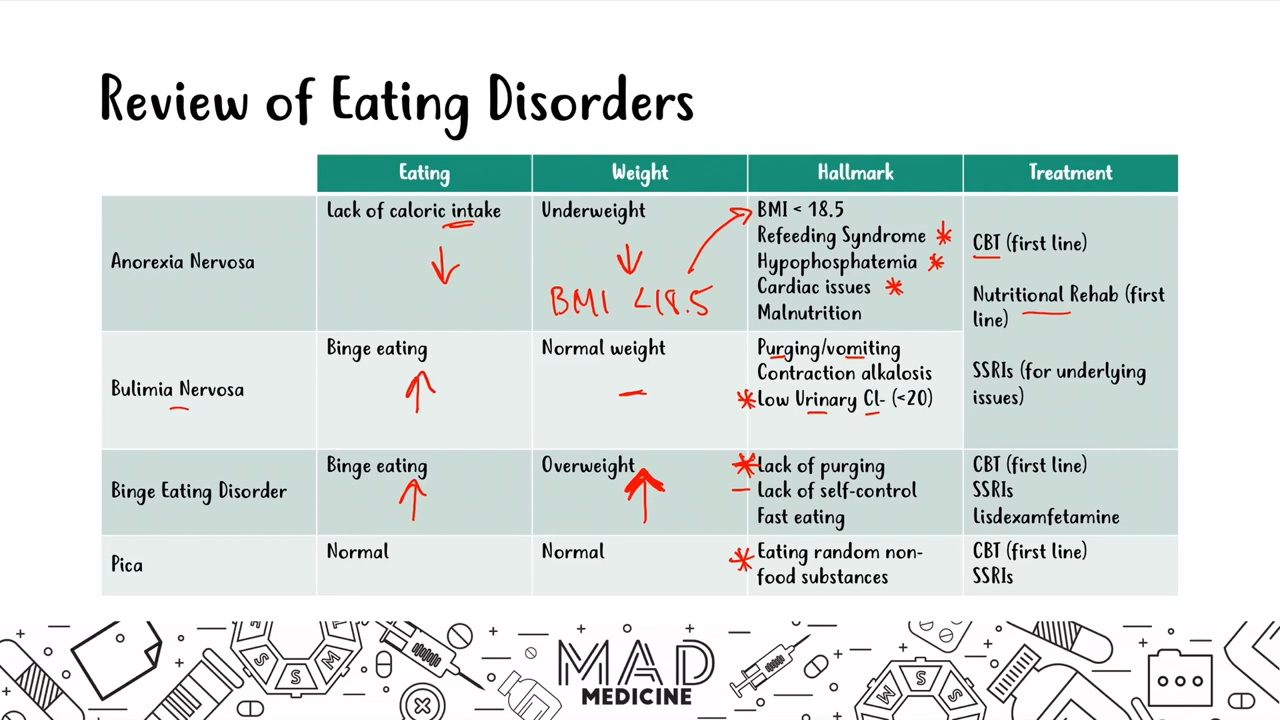 Review of Eating Disorders
Eating Weight Hallmark Treatment
Anorexia Nervosa
Lack of caloric intake
Underweight
BMI <18.5
BMI < 18.5
Refeeding Syndrome
Hypophosphatemia
Cardiac issues
Malnutrition
CBT (first line)
Nutritional Rehab (first
line)
SSRIs (for underlying
issues)
Bulimia Nervosa
Binge eating
Normal weight
Purging/vomiting
Contraction alkalosis
Low Urinary Cl- (<20)
Binge Eating Disorder
Binge eating
Overweight
Lack of purging
Lack of self-control
Fast eating
CBT (first line)
SSRIs
Lisdexamfetamine
Pica
Normal
Normal
Eating random non-
food substances
CBT (first line)
SSRIs
MAD
MEDICINE
S S M
M S S